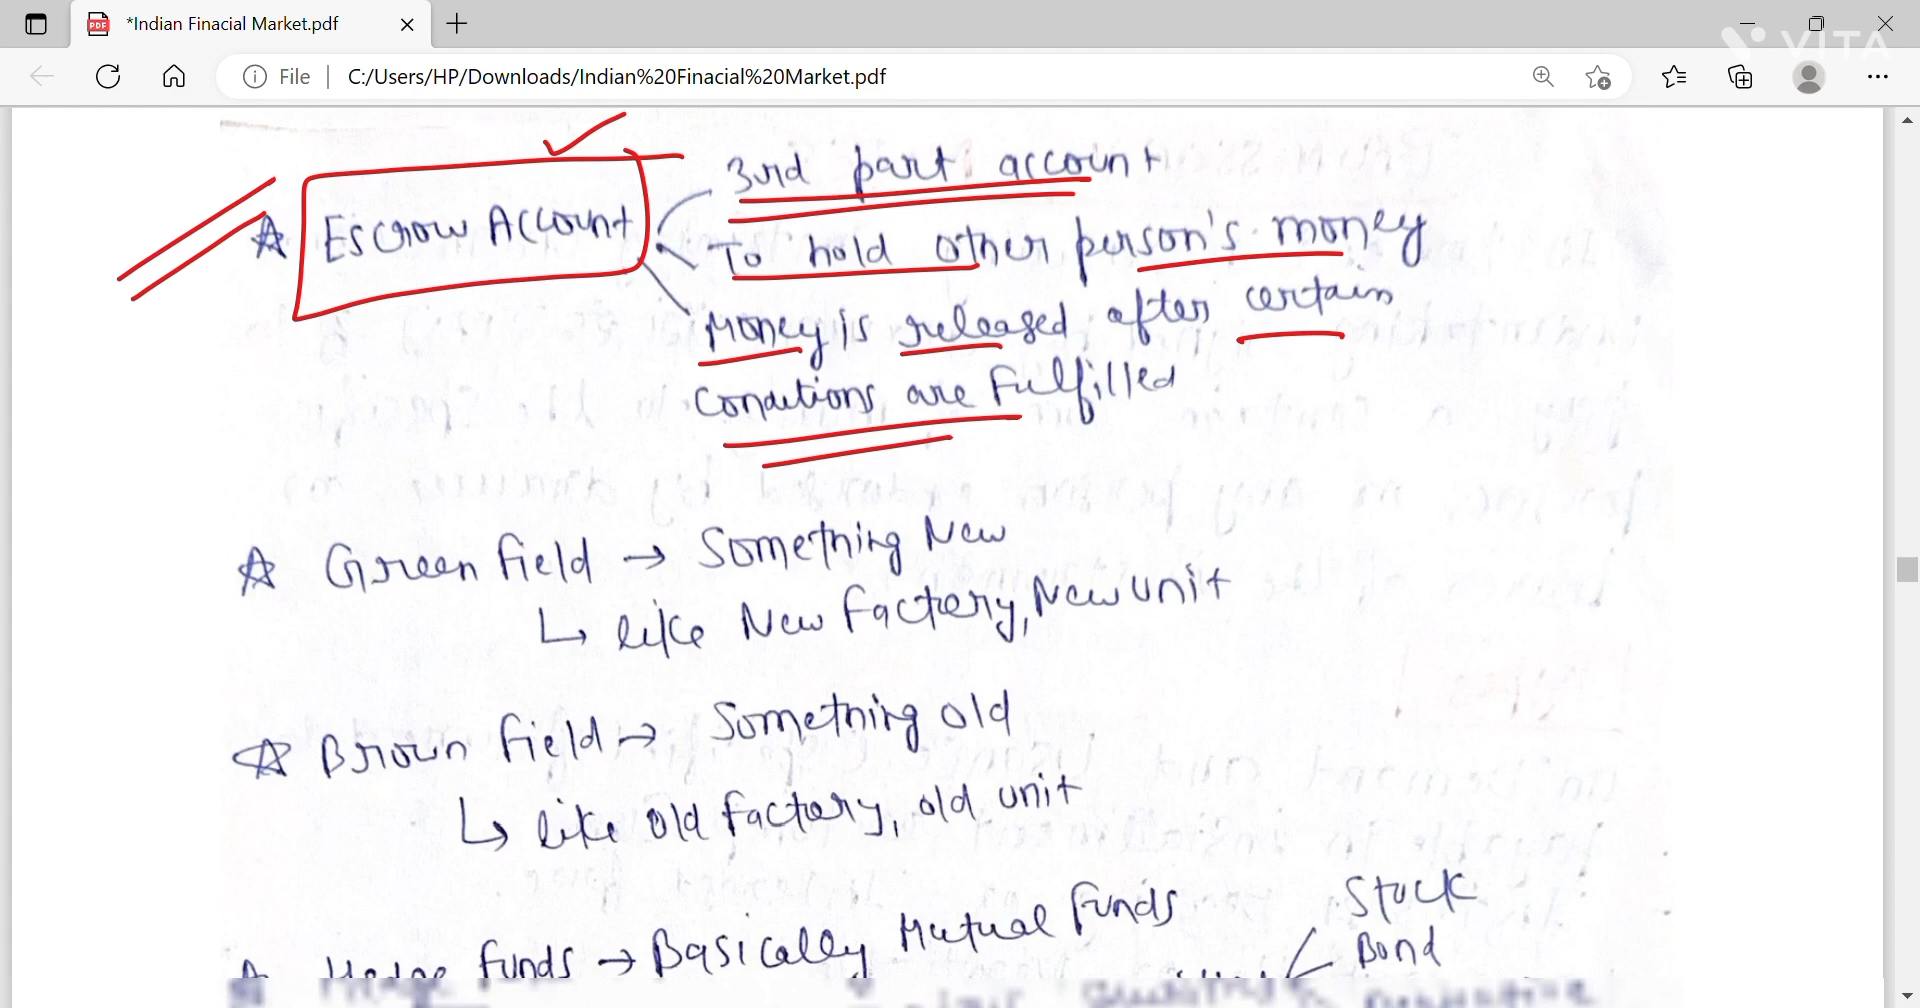 *Indian Finacial Market.pdf
VITA
File | C:/Users/HP/Downloads/Indian%20Finacial%20Market.pdf
3rd part account
☆ Escrow Account
To hold other person's money
Money is released after certain
Conditions are Fulfilled
☆ Green field → Something New
↳ like New Factory, New unit
☆ Brown field → Something old
↳ like old factory, old unit
Stock
☆ Hedge funds → Basically Mutual Funds
Bond